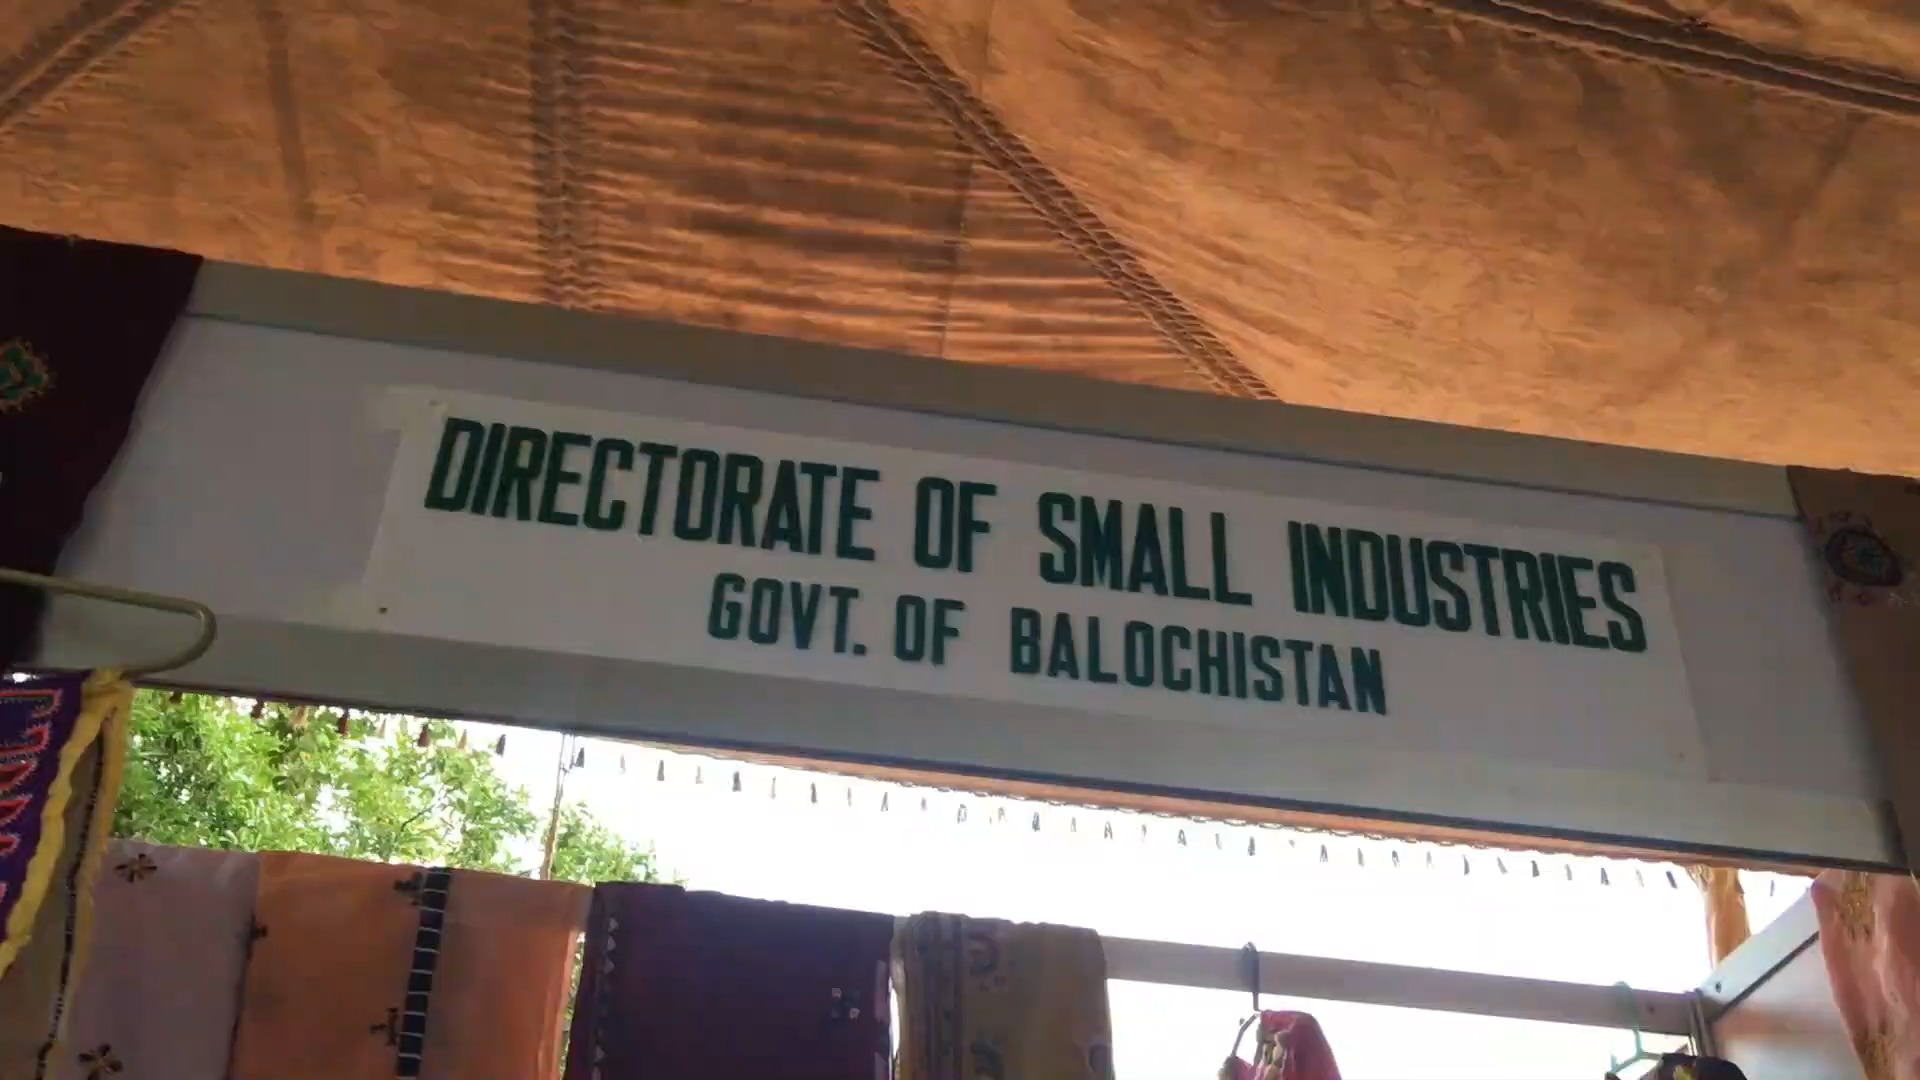 DIRECTORATE OF SMALL INDUSTRIES
GOVT. OF BALOCHISTAN